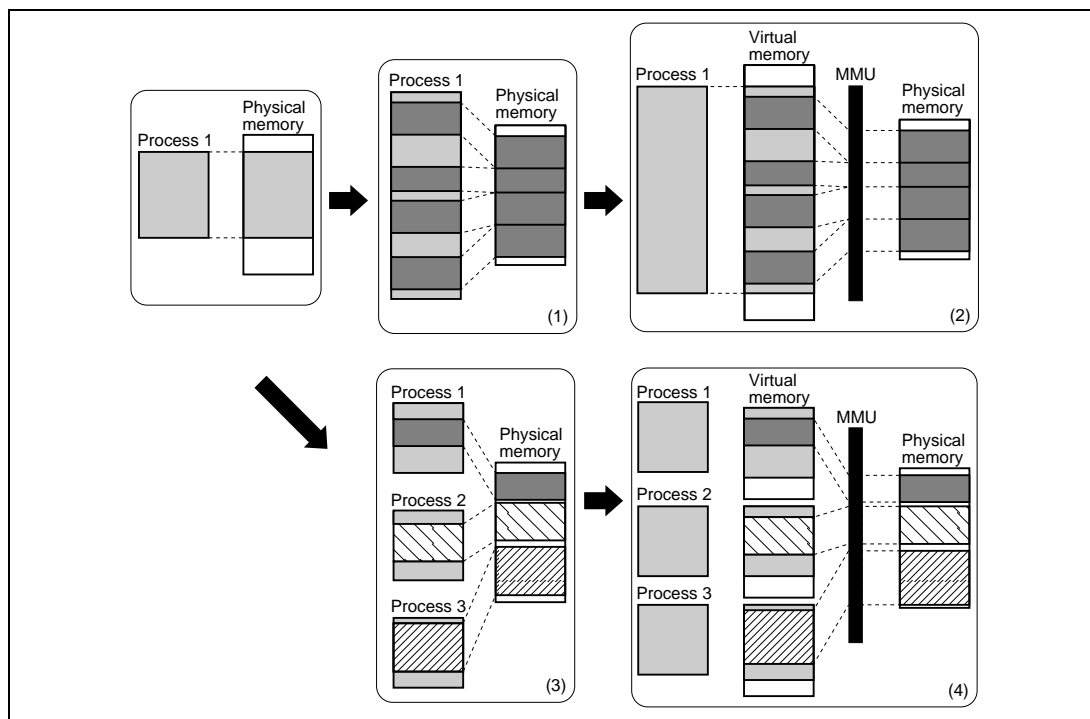 Process 1
Physical
memory
Process 1
Physical
memory
(1)
Process 1
Virtual
memory
MMU
Physical
memory
(2)
Process 1
Process 2
Process 3
Physical
memory
(3)
Process 1
Process 2
Process 3
Virtual
memory
MMU
Physical
memory
(4)